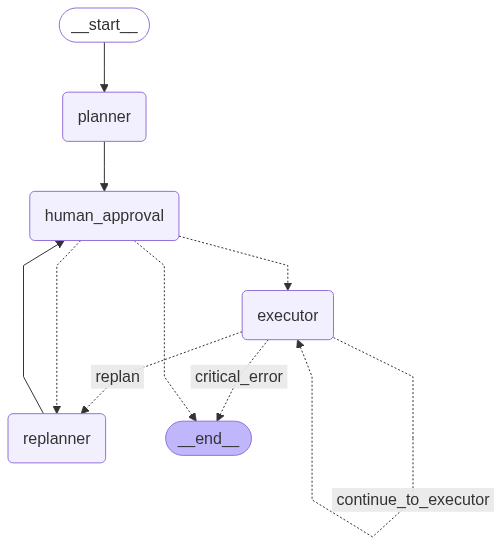 __start__
planner
human_approval
executor
replan
critical_error
replanner
__end__
continue_to_executor